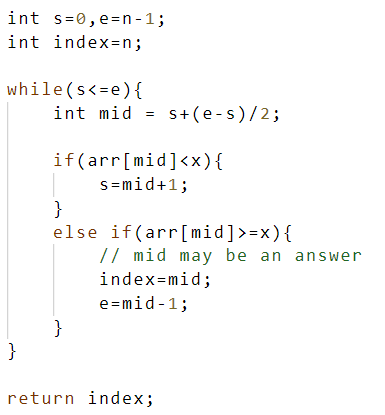 int s=0,e=n-1;
int index=n;
while(s<=e){
int mid = s+(e-s)/2;
if(arr[mid]<x){
s=mid+1;
}
else if(arr[mid]>=x){
// mid may be an answer
index=mid;
e=mid-1;
}
}
return index;